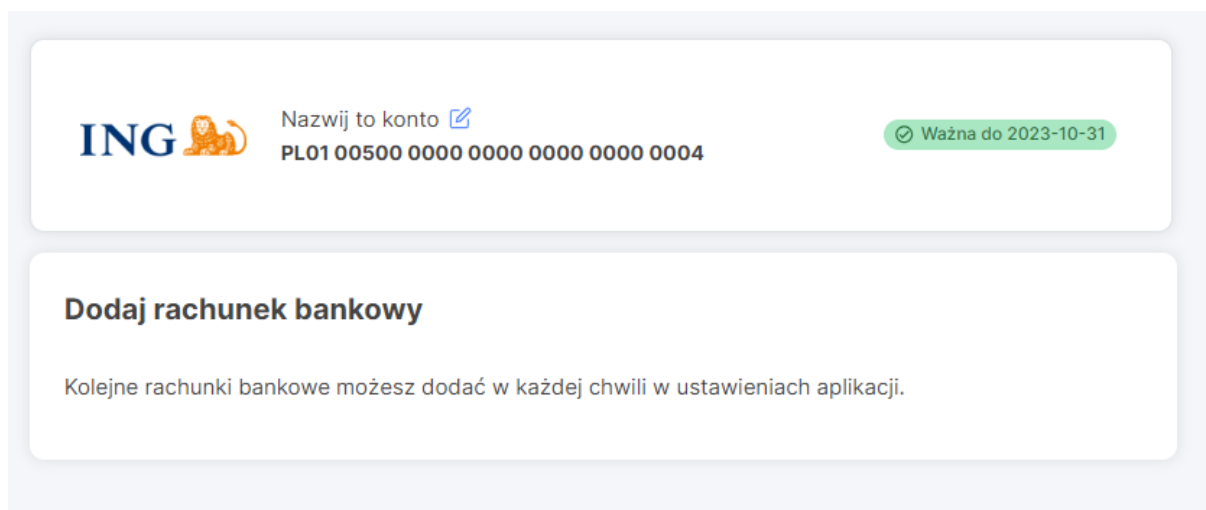 ING
Nazwij to konto
PL01 00500 0000 0000 0000 0000 0004
Ważna do 2023-10-31
Dodaj rachunek bankowy
Kolejne rachunki bankowe możesz dodać w każdej chwili w ustawieniach aplikacji.